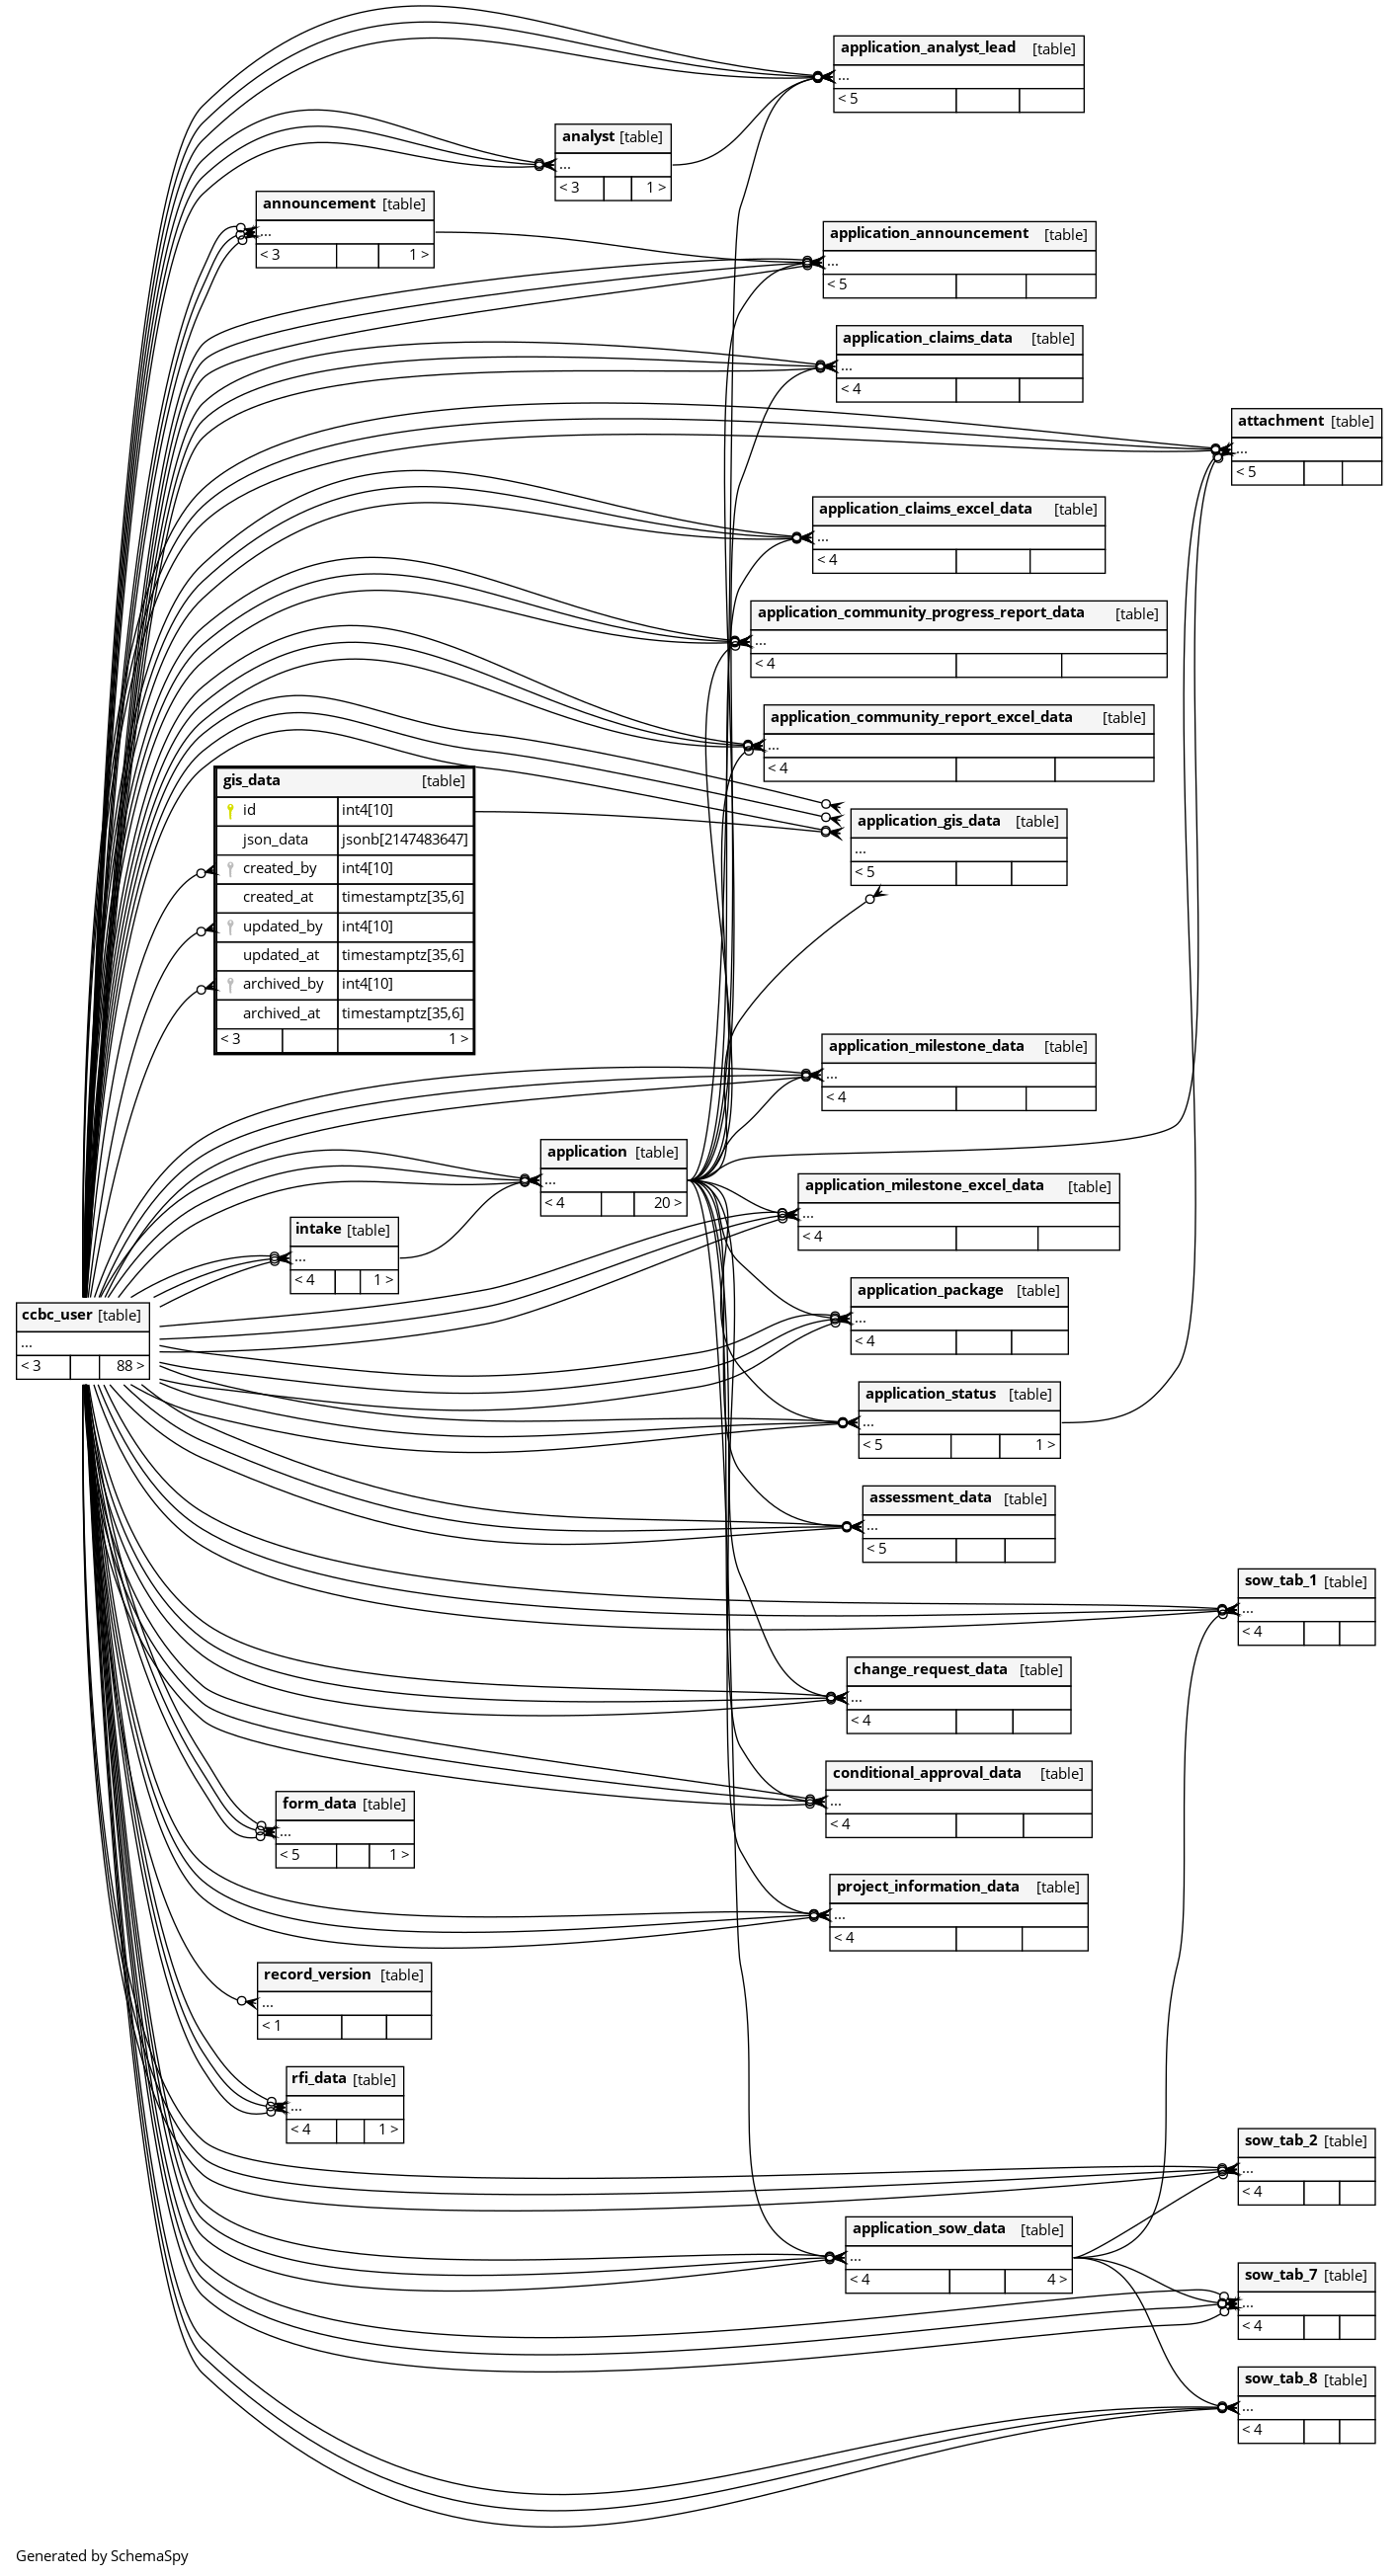 application_analyst_lead [table]
...
< 5
analyst [table]
...
< 3 1 >
announcement [table]
...
< 3 1 >
application_announcement [table]
...
< 5
application_claims_data [table]
...
< 4
attachment [table]
...
< 5
application_claims_excel_data [table]
...
< 4
application_community_progress_report_data [table]
...
< 4
application_community_report_excel_data [table]
...
< 4
gis_data [table]
id int4[10]
json_data jsonb[2147483647]
created_by int4[10]
created_at timestamptz[35,6]
updated_by int4[10]
updated_at timestamptz[35,6]
archived_by int4[10]
archived_at timestamptz[35,6]
< 3 1 >
application_gis_data [table]
...
< 5
application_milestone_data [table]
...
< 4
application [table]
...
< 4 20 >
application_milestone_excel_data [table]
...
< 4
intake [table]
...
< 4 1 >
application_package [table]
...
< 4
ccbc_user [table]
...
< 3 88 >
application_status [table]
...
< 5 1 >
assessment_data [table]
...
< 5
sow_tab_1 [table]
...
< 4
change_request_data [table]
...
< 4
conditional_approval_data [table]
...
< 4
form_data [table]
...
< 5 1 >
project_information_data [table]
...
< 4
record_version [table]
...
< 1
rfi_data [table]
...
< 4 1 >
sow_tab_2 [table]
...
< 4
application_sow_data [table]
...
< 4 4 >
sow_tab_7 [table]
...
< 4
sow_tab_8 [table]
...
< 4
Generated by SchemaSpy